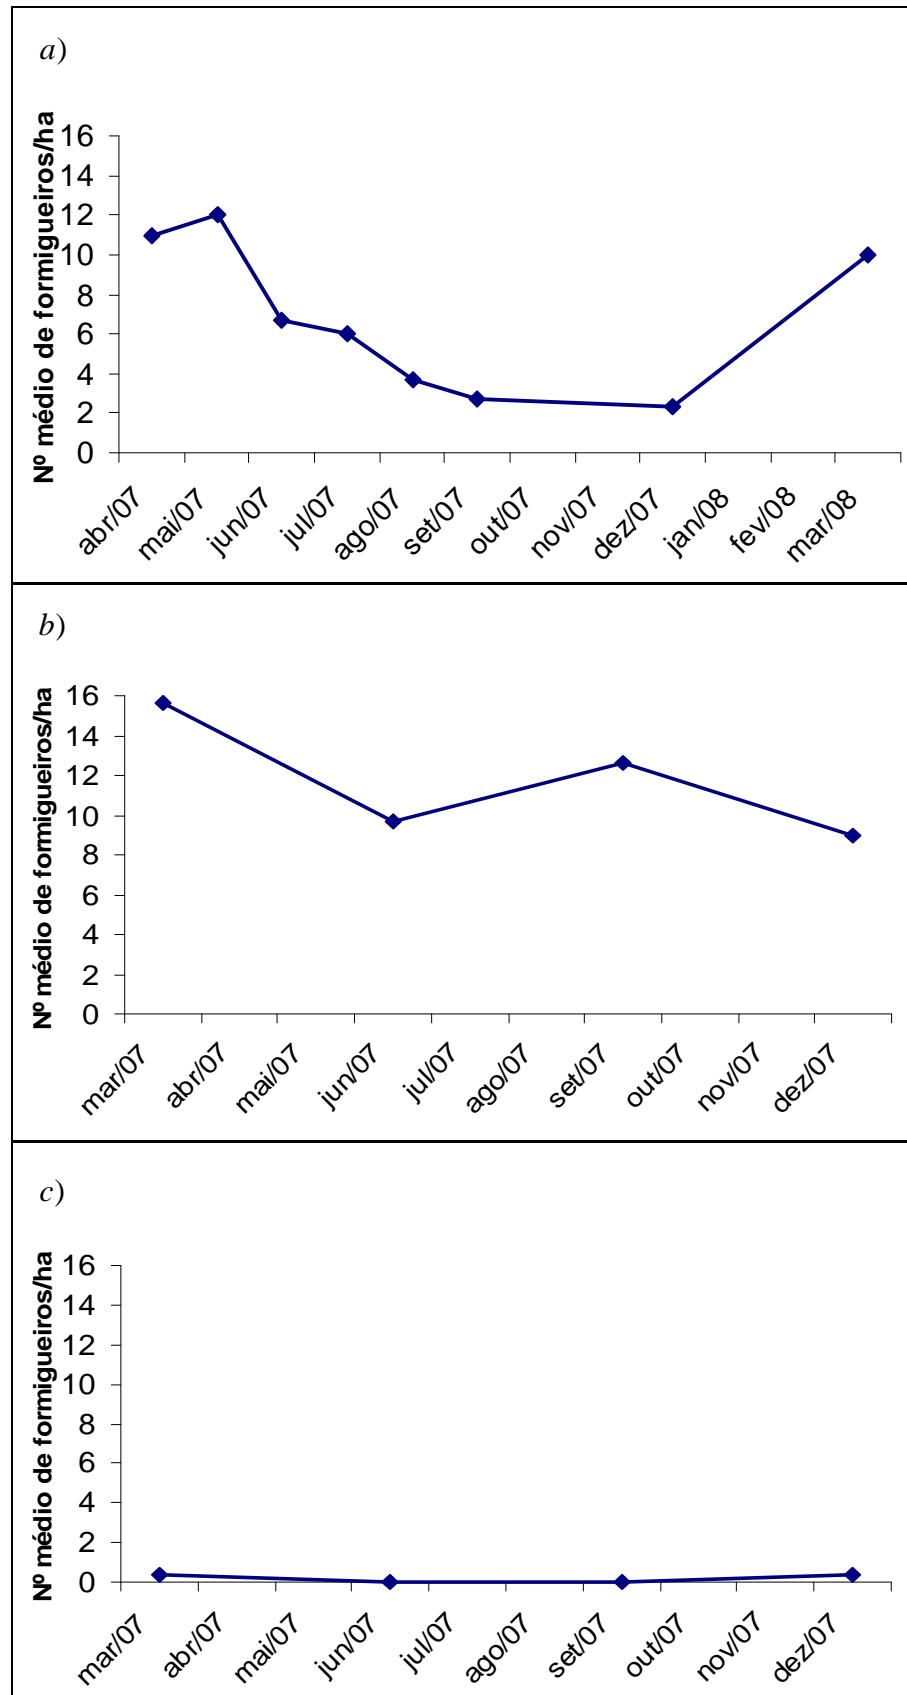 a)
Nº médio de formigueiros/ha
16
14
12
10
8
6
4
2
0
abr/07
mai/07
jun/07
jul/07
ago/07
set/07
out/07
nov/07
dez/07
jan/08
fev/08
mar/08
b)
Nº médio de formigueiros/ha
16
14
12
10
8
6
4
2
0
mar/07
abr/07
mai/07
jun/07
jul/07
ago/07
set/07
out/07
nov/07
dez/07
c)
Nº médio de formigueiros/ha
16
14
12
10
8
6
4
2
0
mar/07
abr/07
mai/07
jun/07
jul/07
ago/07
set/07
out/07
nov/07
dez/07